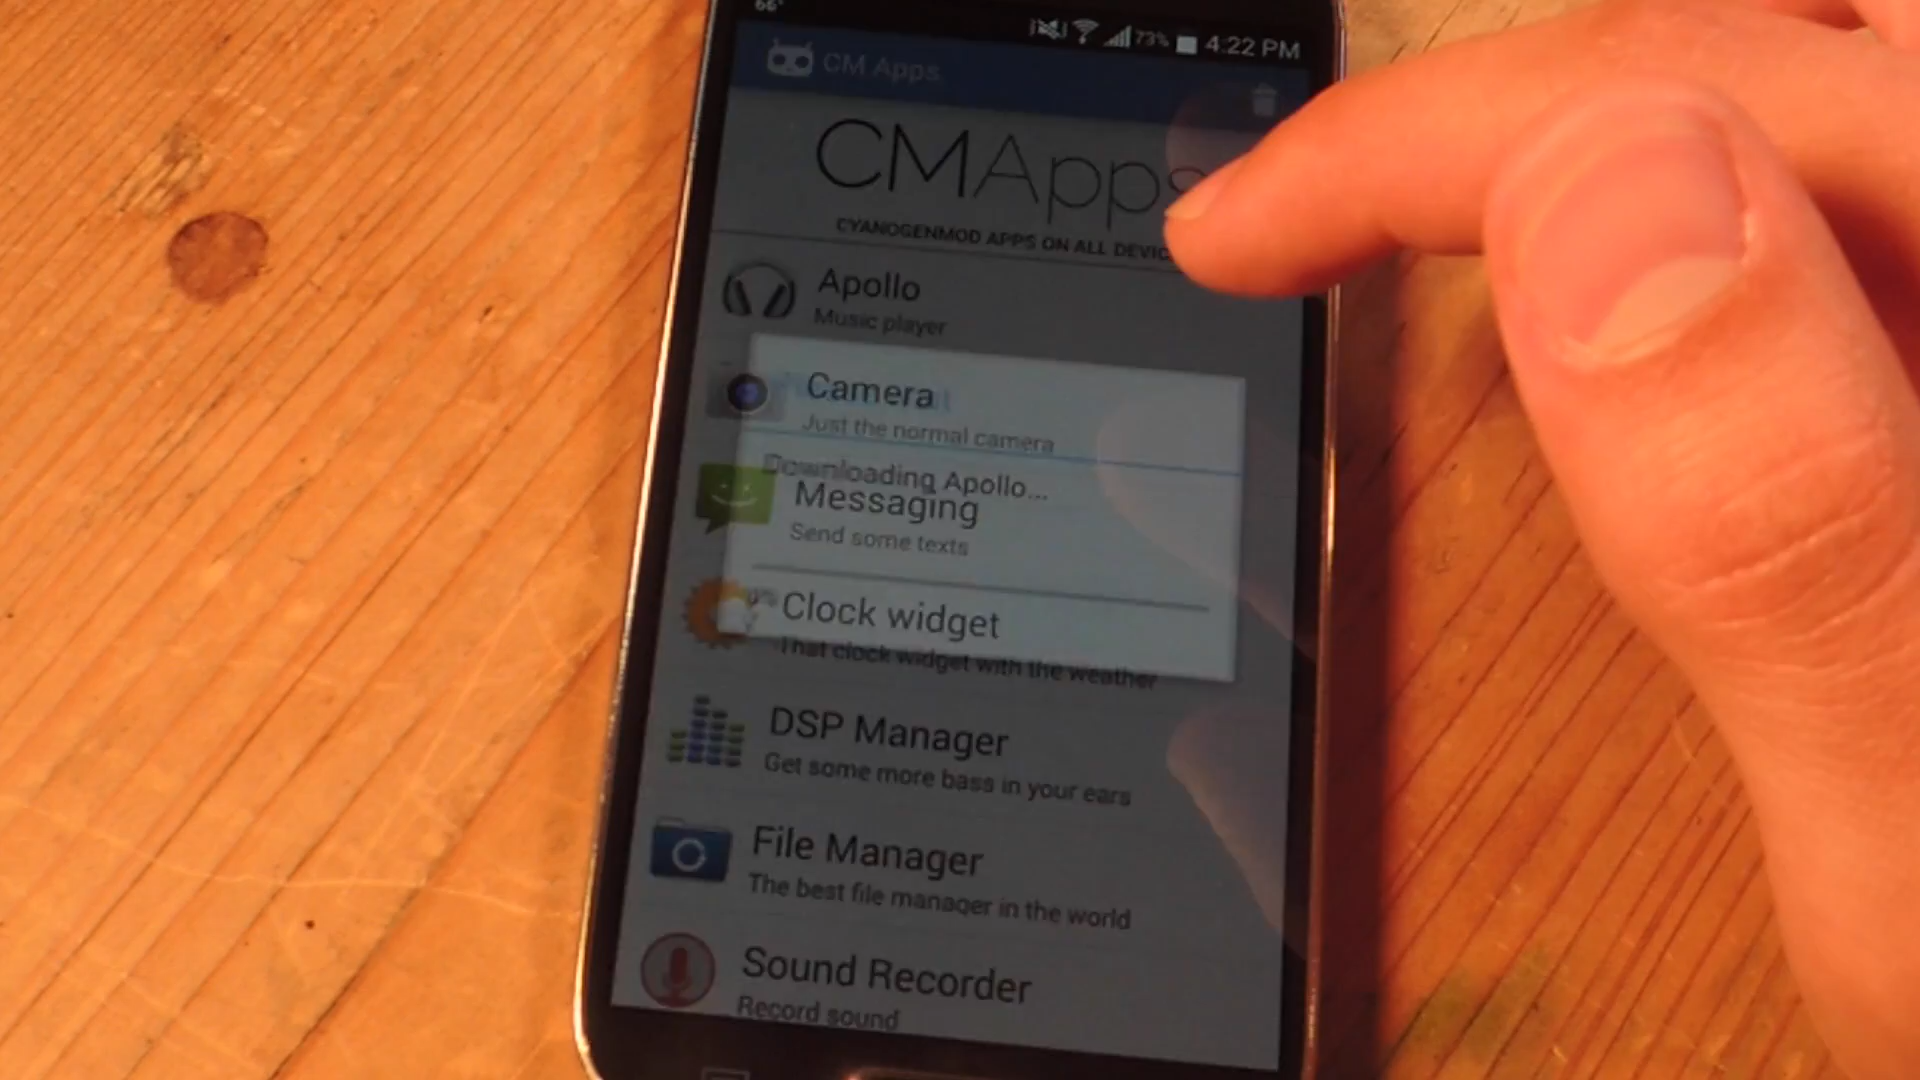 66°
73% 4:22 PM
CM Apps
CMApps
CYANOGENMOD APPS ON ALL
Apollo
Music player
Camera
Just the normal camera
Downloading Apollo...
Messaging
Send some texts
Clock widget
That clock widget with the weather
DSP Manager
Get some more bass in your ears
File Manager
The best file manager in the world
Sound Recorder
Record sound